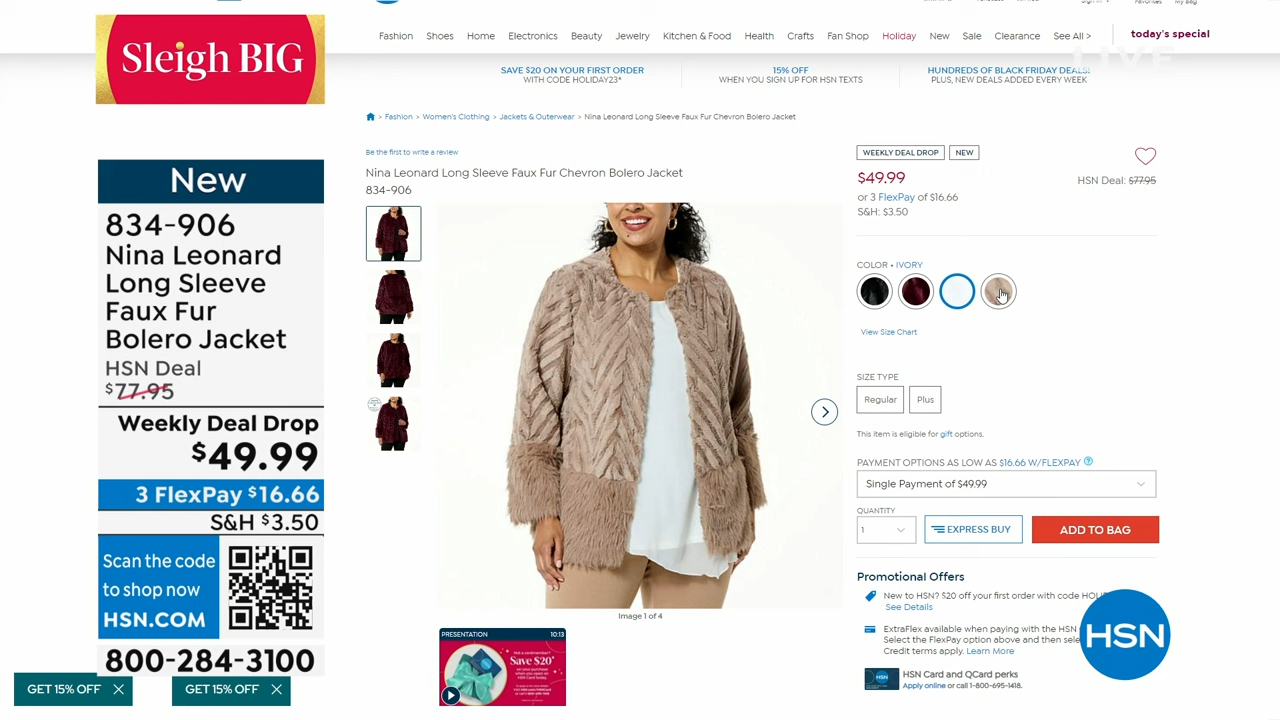 Sleigh BIG
Fashion Shoes Home Electronics Beauty Jewelry Kitchen & Food Health Crafts Fan Shop Holiday New Sale Clearance See All > today's special
LIVE
SAVE $20 ON YOUR FIRST ORDER
WITH CODE HOLIDAY23*
15% OFF
WHEN YOU SIGN UP FOR HSN TEXTS
HUNDREDS OF BLACK FRIDAY DEALS!
PLUS, NEW DEALS ADDED EVERY WEEK
> Fashion > Women's Clothing > Jackets & Outerwear > Nina Leonard Long Sleeve Faux Fur Chevron Bolero Jacket
New
834-906
Nina Leonard
Long Sleeve
Faux Fur
Bolero Jacket
HSN Deal
$77.95
Weekly Deal Drop
$49.99
3 FlexPay $16.66
S&H $3.50
Scan the code
to shop now
HSN.COM
800-284-3100
GET 15% OFF
GET 15% OFF
Be the first to write a review
Nina Leonard Long Sleeve Faux Fur Chevron Bolero Jacket
834-906
Image 1 of 4
PRESENTATION 10:13
Save $20*
WEEKLY DEAL DROP NEW
$49.99
HSN Deal: $77.95
or 3 FlexPay of $16.66
S&H: $3.50
COLOR • IVORY
View Size Chart
SIZE TYPE
Regular Plus
This item is eligible for gift options.
PAYMENT OPTIONS AS LOW AS $16.66 W/FLEXPAY
Single Payment of $49.99
QUANTITY
1
EXPRESS BUY
ADD TO BAG
Promotional Offers
New to HSN? $20 off your first order with code
See Details
ExtraFlex available when paying with the HSN
Select the FlexPay option above and then
Credit terms apply. Learn More
HSN
HSN Card and QCard perks
Apply online or call 1-800-695-1418.
HSN